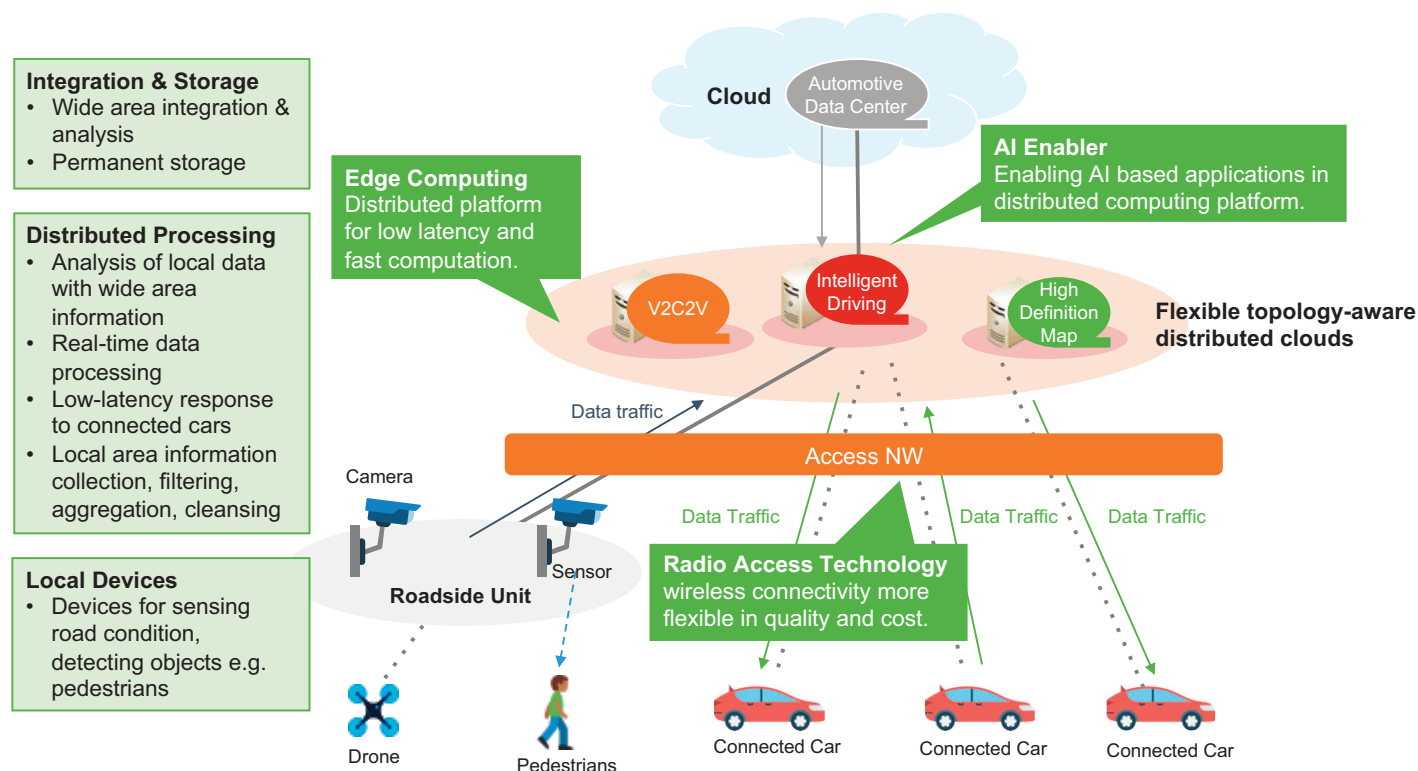 Integration & Storage
• Wide area integration &
analysis
• Permanent storage
Distributed Processing
• Analysis of local data
with wide area
information
• Real-time data
processing
• Low-latency response
to connected cars
• Local area information
collection, filtering,
aggregation, cleansing
Local Devices
• Devices for sensing
road condition,
detecting objects e.g.
pedestrians
Cloud
Automotive
Data Center
Edge Computing
Distributed platform
for low latency and
fast computation.
AI Enabler
Enabling AI based applications in
distributed computing platform.
V2C2V
Intelligent
Driving
High
Definition
Map
Flexible topology-aware
distributed clouds
Data traffic
Access NW
Camera
Sensor
Roadside Unit
Data Traffic
Data Traffic
Data Traffic
Radio Access Technology
wireless connectivity more
flexible in quality and cost.
Drone
Pedestrians
Connected Car
Connected Car
Connected Car